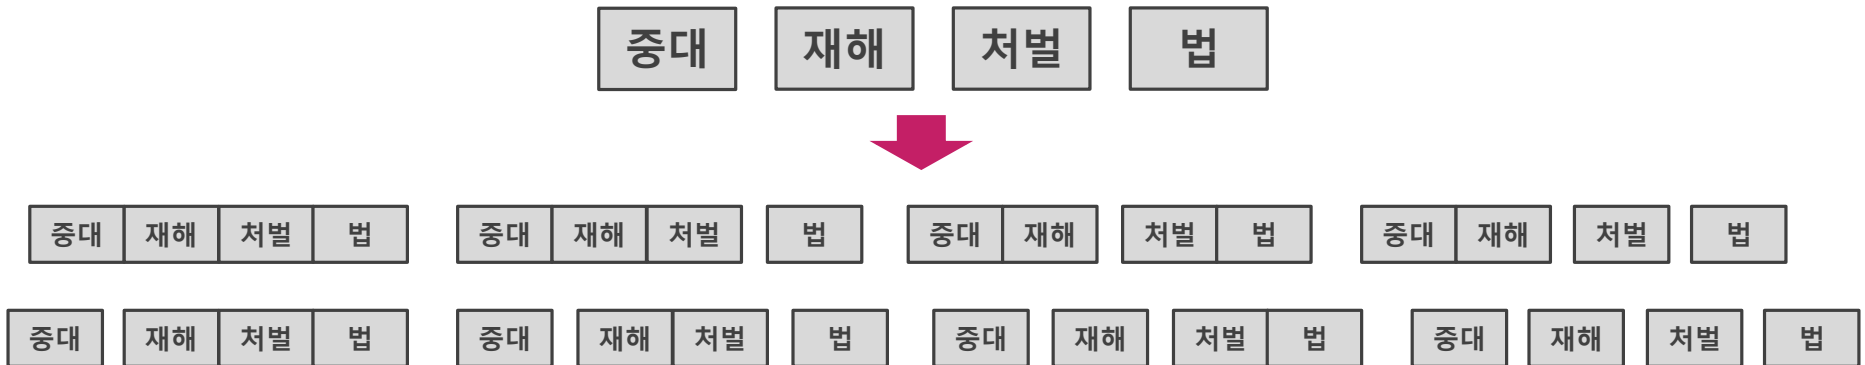 중대 재해 처벌 법
중대 재해 처벌 법 중대 재해 처벌 법 중대 재해 처벌 법 중대 재해 처벌 법
중대 재해 처벌 법 중대 재해 처벌 법 중대 재해 처벌 법 중대 재해 처벌 법